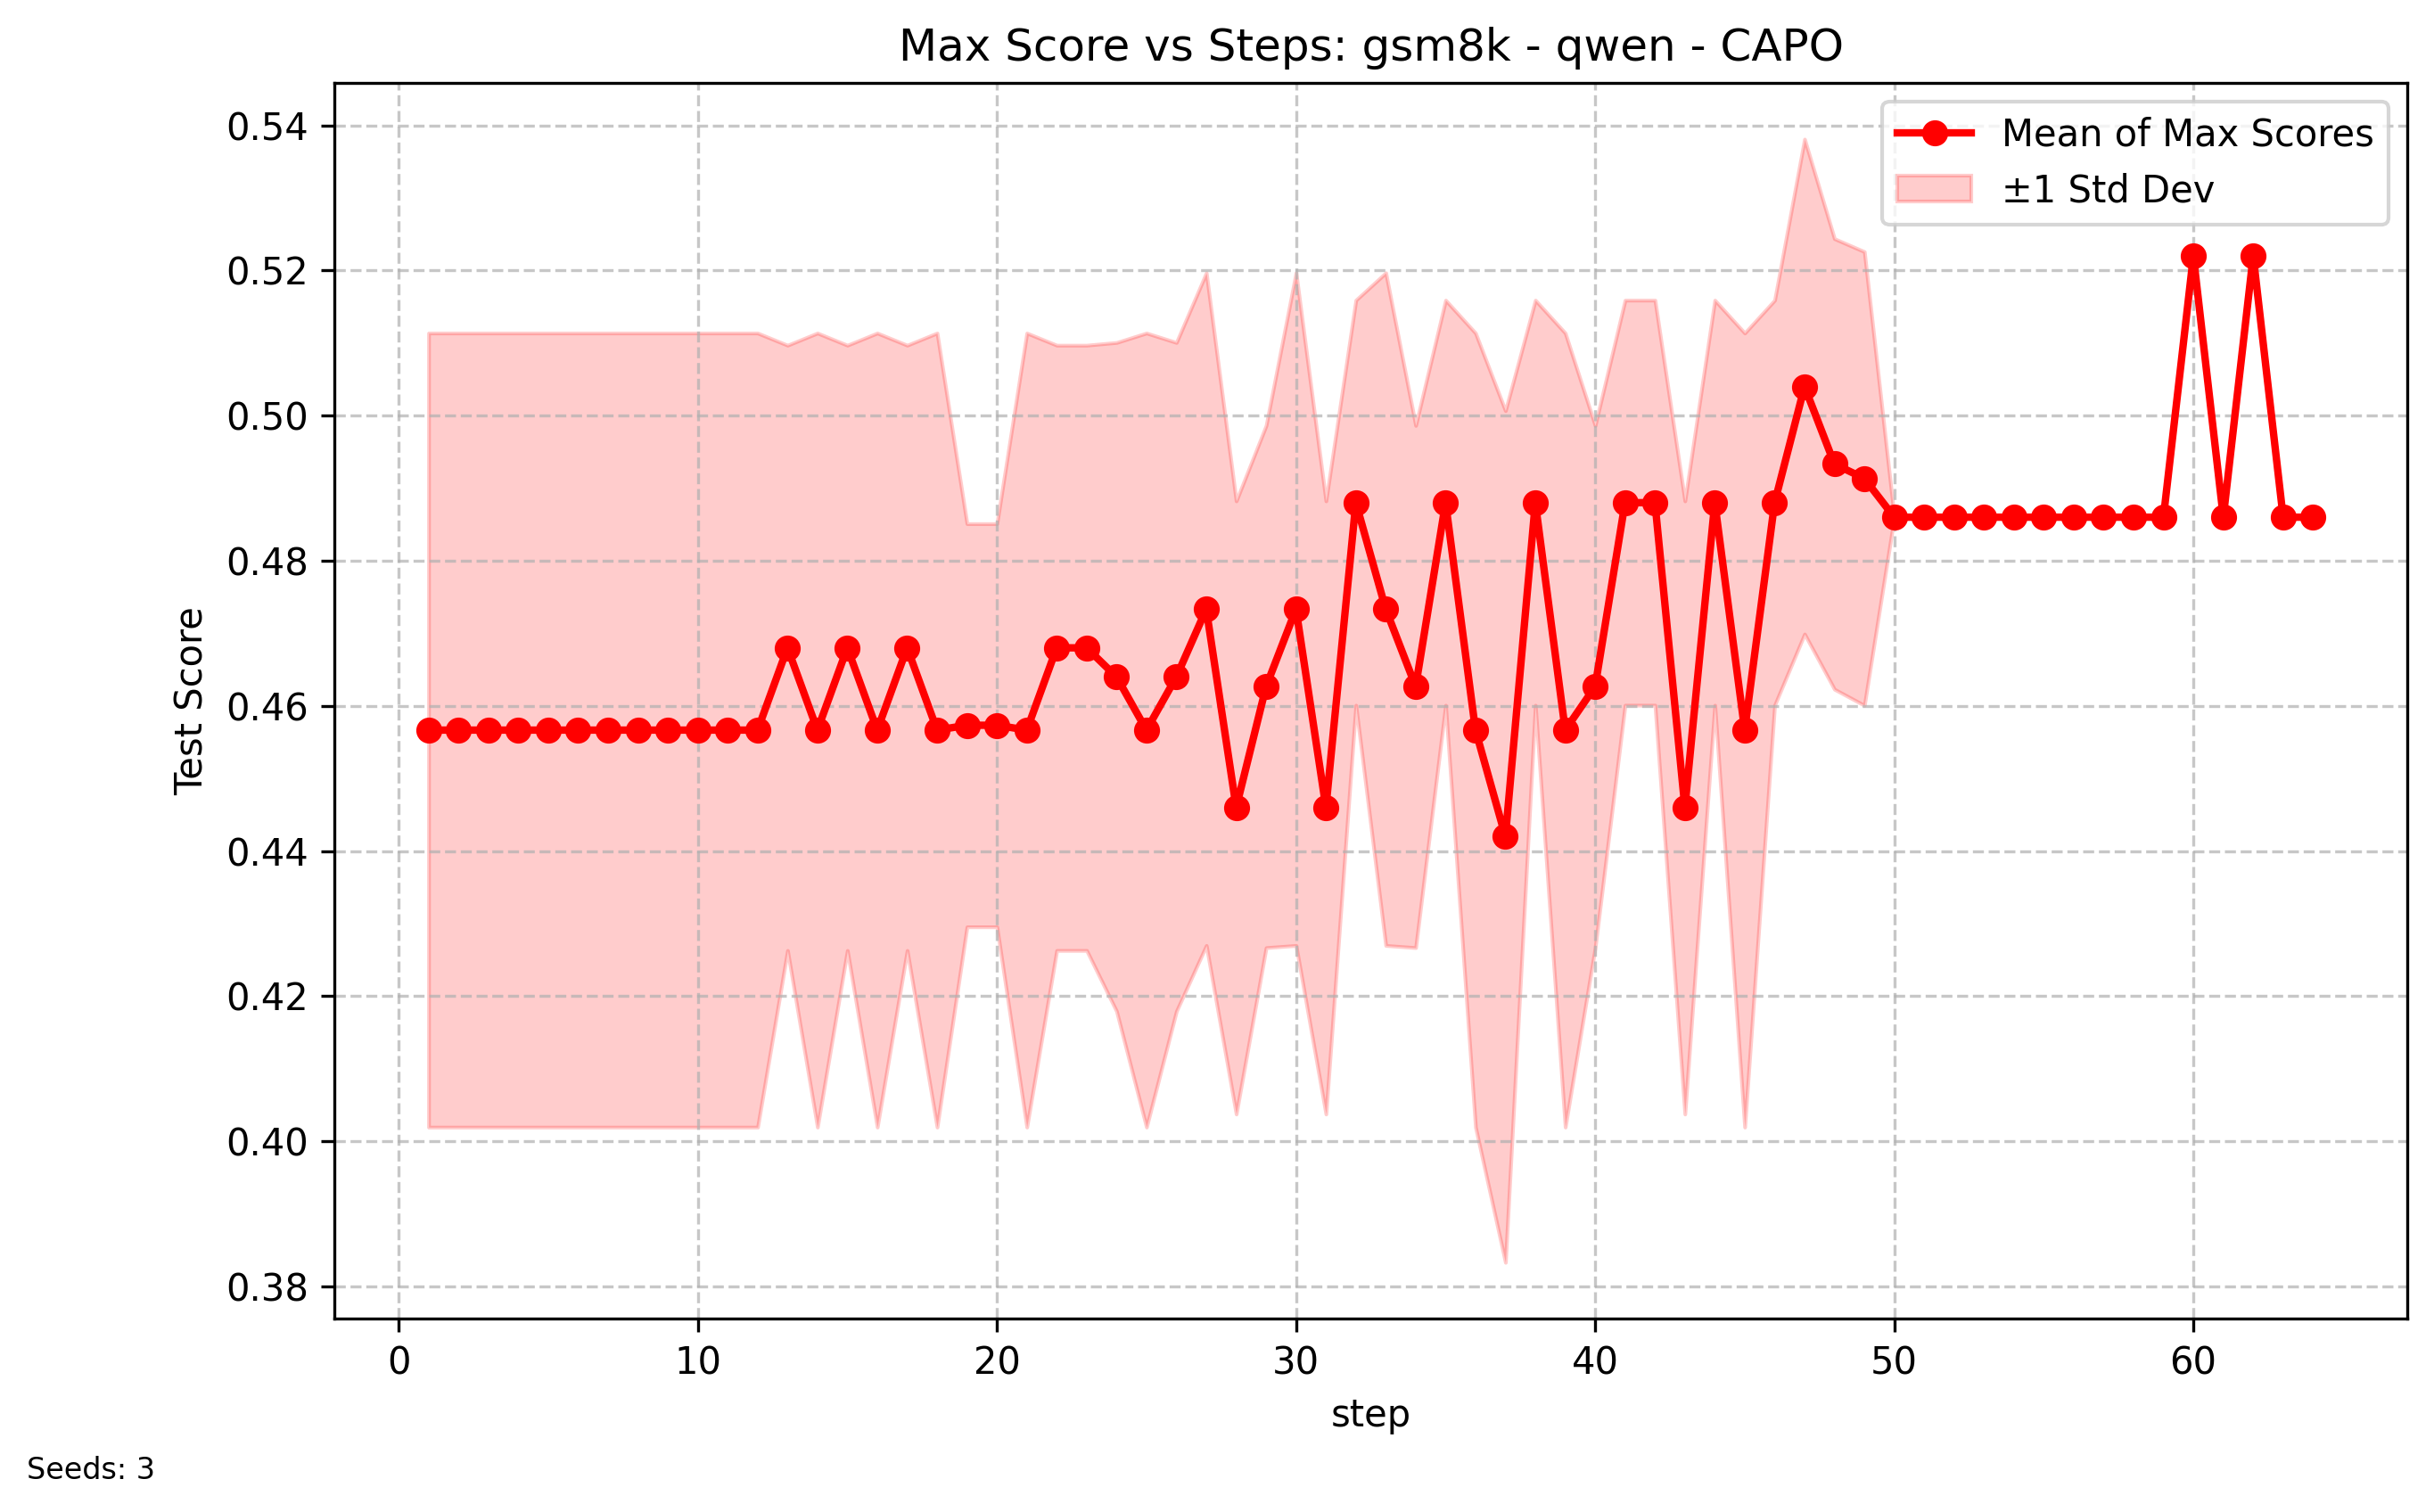 Max Score vs Steps: gsm8k - qwen - CAPO
Mean of Max Scores
±1 Std Dev
0.54
0.52
0.50
0.48
0.46
0.44
0.42
0.40
0.38
Test Score
0 10 20 30 40 50 60
step
Seeds: 3